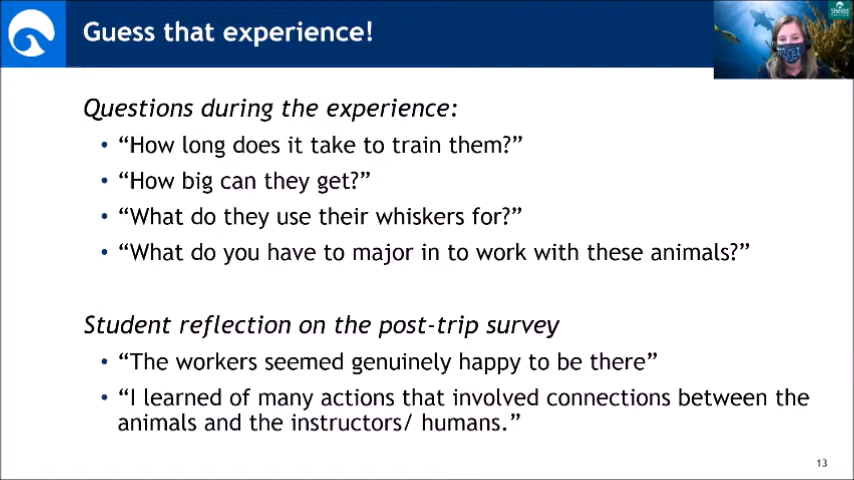 Guess that experience!
Shedd
Questions during the experience:
• “How long does it take to train them?”
• “How big can they get?”
• “What do they use their whiskers for?”
• “What do you have to major in to work with these animals?”
Student reflection on the post-trip survey
• “The workers seemed genuinely happy to be there”
• “I learned of many actions that involved connections between the
animals and the instructors/ humans.”
13